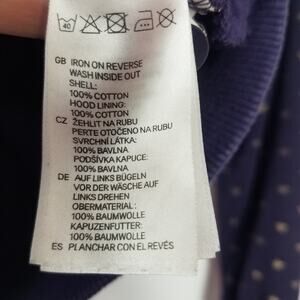 40
GB IRON ON REVERSE
WASH INSIDE OUT
SHELL:
100% COTTON
HOOD LINING:
100% COTTON
CZ ŽEHLIT NA RUBU
PERTE OTOČENO NA RUBU
SVRCHNÍ LÁTKA:
100% BAVLNA
PODŠÍVKA KAPUCE:
100% BAVLNA
DE AUF LINKS BÜGELN
VOR DER WÄSCHE AUF
LINKS DREHEN
OBERMATERIAL:
100% BAUMWOLLE
KAPUZENFUTTER:
100% BAUMWOLLE
ES PLANCHAR CON EL REVÉS